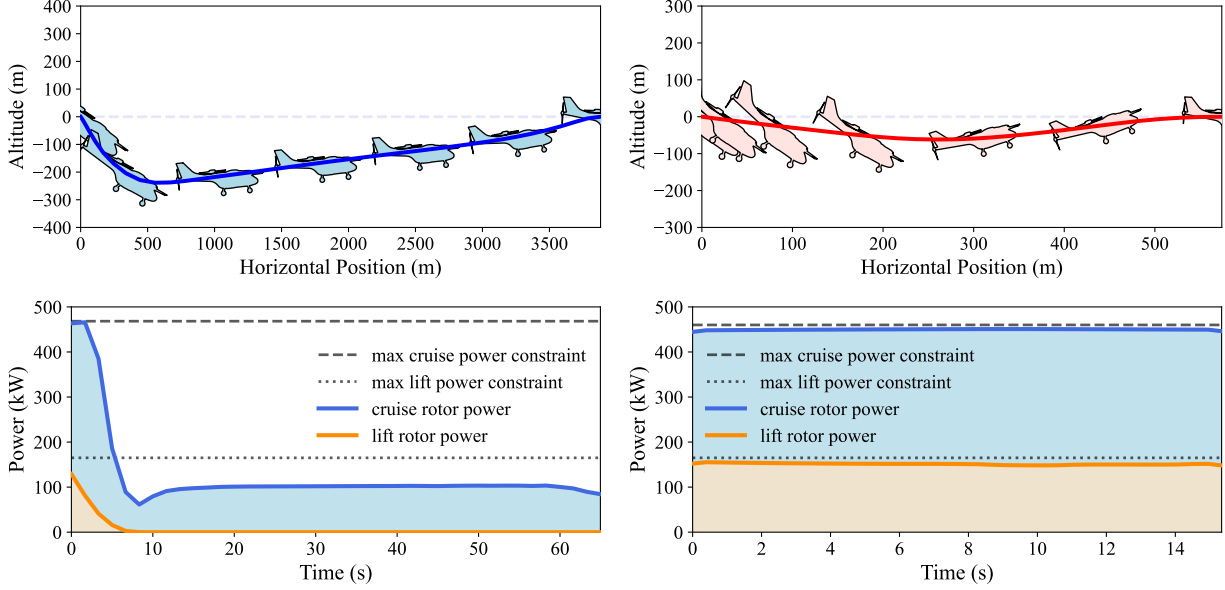 400
300
200
100
0
−100
−200
−300
−400
Altitude (m)
0 500 1000 1500 2000 2500 3000 3500
Horizontal Position (m)
300
200
100
0
−100
−200
−300
Altitude (m)
0 100 200 300 400 500
Horizontal Position (m)
500
400
300
200
100
0
Power (kW)
max cruise power constraint
max lift power constraint
cruise rotor power
lift rotor power
0 10 20 30 40 50 60
Time (s)
500
400
300
200
100
0
Power (kW)
max cruise power constraint
max lift power constraint
cruise rotor power
lift rotor power
0 2 4 6 8 10 12 14
Time (s)